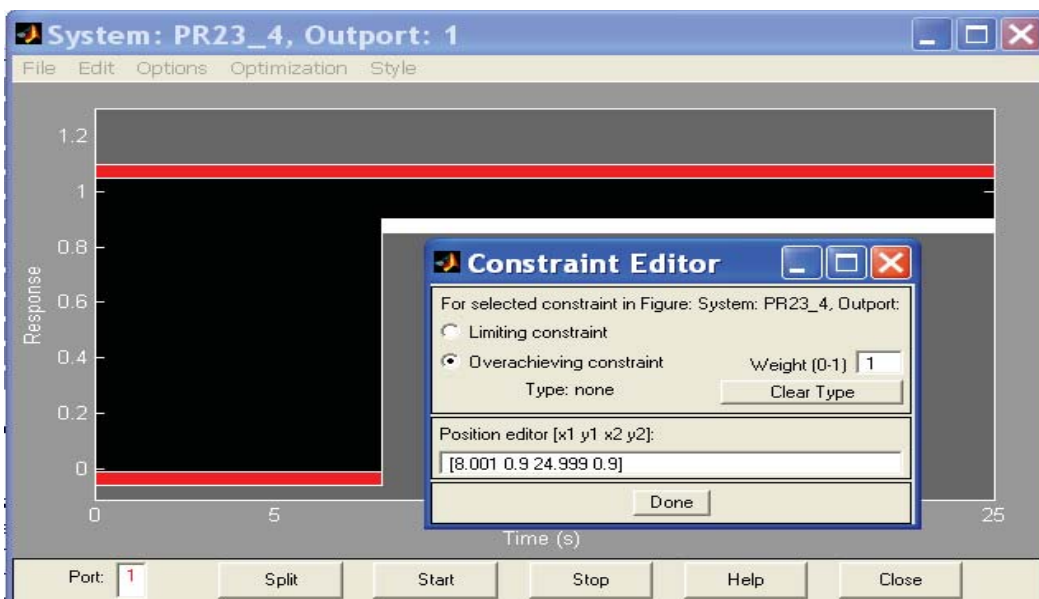 System: PR23_4, Outport: 1
File Edit Options Optimization Style
1.2
1
0.8
0.6
0.4
0.2
0
Response
0 5 25
Time (s)
Constraint Editor
For selected constraint in Figure: System: PR23_4, Outport:
Limiting constraint
Overachieving constraint
Weight (0-1) 1
Type: none
Clear Type
Position editor [x1 y1 x2 y2]:
[8.001 0.9 24.999 0.9]
Done
Port: 1 Split Start Stop Help Close